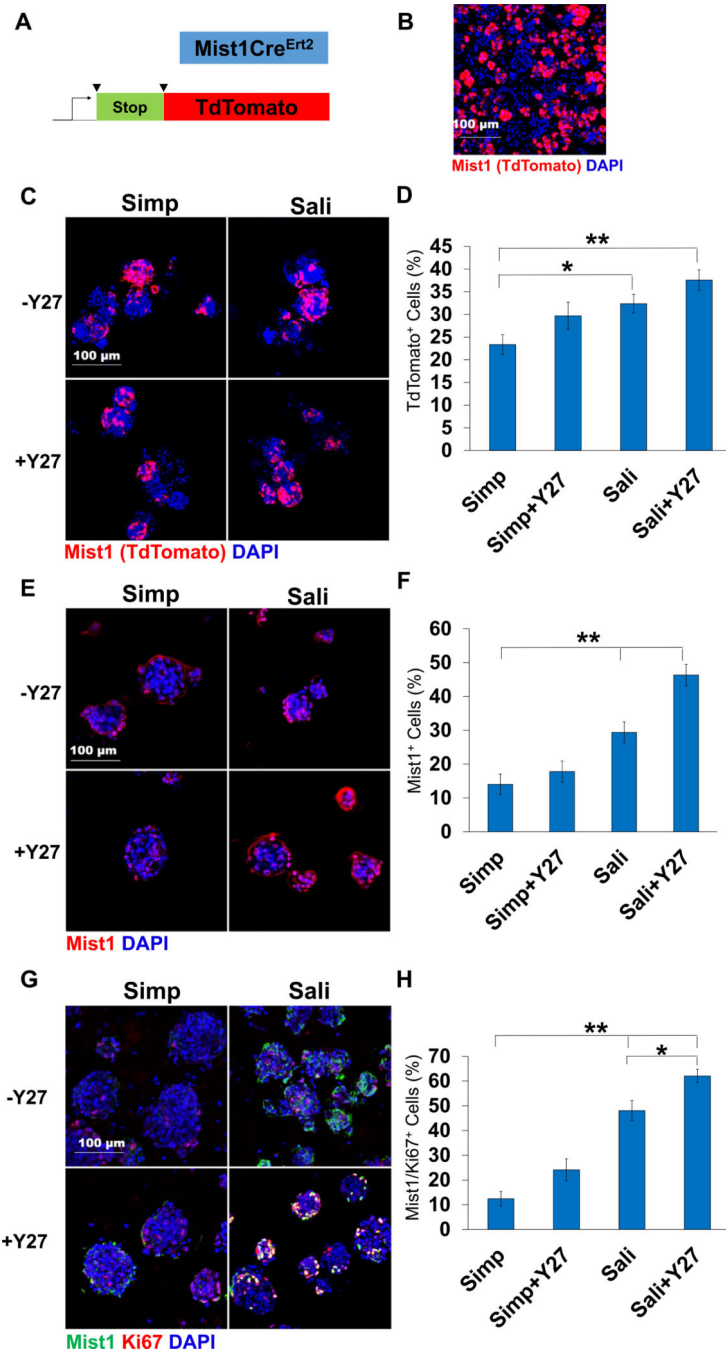 A
Mist1Cre^Ert2
Stop
TdTomato
B
100 µm
Mist1 (TdTomato) DAPI
C
Simp
Sali
-Y27
100 µm
+Y27
Mist1 (TdTomato) DAPI
D
TdTomato⁺ Cells (%)
45
40
35
30
25
20
15
10
5
0
**
*
Simp
Simp+Y27
Sali
Sali+Y27
E
Simp
Sali
-Y27
100 µm
+Y27
Mist1 DAPI
F
Mist1⁺ Cells (%)
60
50
40
30
20
10
0
**
Simp
Simp+Y27
Sali
Sali+Y27
G
Simp
Sali
-Y27
100 µm
+Y27
Mist1 Ki67 DAPI
H
Mist1/Ki67⁺ Cells (%)
70
60
50
40
30
20
10
0
**
*
Simp
Simp+Y27
Sali
Sali+Y27